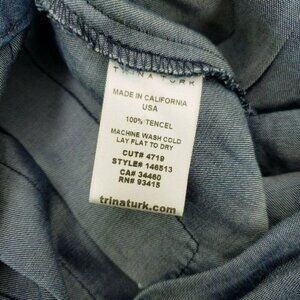 TRINA TURK
MADE IN CALIFORNIA
USA
100% TENCEL
MACHINE WASH COLD
LAY FLAT TO DRY
CUT# 4719
STYLE# 146513
CA# 34460
RN# 93415
trinaturk.com